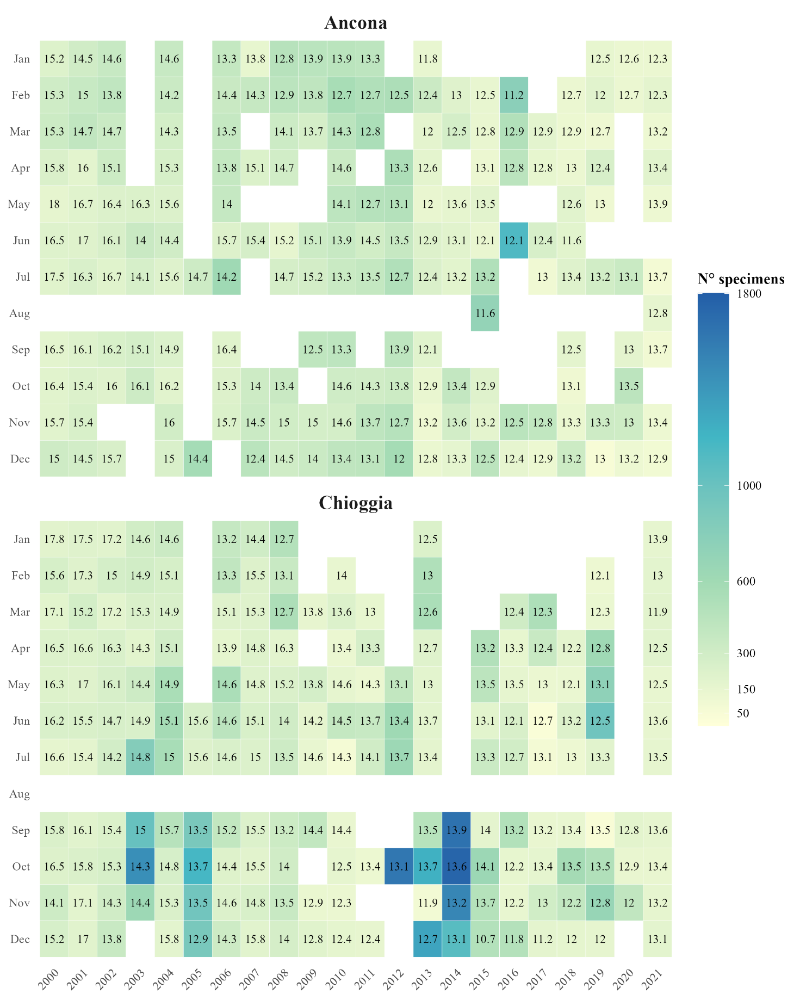 Ancona
Jan 15.2 14.5 14.6 14.6 13.3 13.8 12.8 13.9 13.9 13.3 11.8 12.5 12.6 12.3
Feb 15.3 15 13.8 14.2 14.4 14.3 12.9 13.8 12.7 12.7 12.5 12.4 13 12.5 11.2 12.7 12 12.7 12.3
Mar 15.3 14.7 14.7 14.3 13.5 14.1 13.7 14.3 12.8 12 12.5 12.8 12.9 12.9 12.9 12.7 13.2
Apr 15.8 16 15.1 15.3 13.8 15.1 14.7 14.6 13.3 12.6 13.1 12.8 12.8 13 12.4 13.4
May 18 16.7 16.4 16.3 15.6 14 14.1 12.7 13.1 12 13.6 13.5 12.6 13 13.9
Jun 16.5 17 16.1 14 14.4 15.7 15.4 15.2 15.1 13.9 14.5 13.5 12.9 13.1 12.1 12.1 12.4 11.6
Jul 17.5 16.3 16.7 14.1 15.6 14.7 14.2 14.7 15.2 13.3 13.5 12.7 12.4 13.2 13.2 13 13.4 13.2 13.1 13.7
Aug 11.6 12.8
Sep 16.5 16.1 16.2 15.1 14.9 16.4 12.5 13.3 13.9 12.1 12.5 13 13.7
Oct 16.4 15.4 16 16.1 16.2 15.3 14 13.4 14.6 14.3 13.8 12.9 13.4 12.9 13.1 13.5
Nov 15.7 15.4 16 15.7 14.5 15 15 14.6 13.7 12.7 13.2 13.6 13.2 12.5 12.8 13.3 13.3 13 13.4
Dec 15 14.5 15.7 15 14.4 12.4 14.5 14 13.4 13.1 12 12.8 13.3 12.5 12.4 12.9 13.2 13 13.2 12.9
Chioggia
Jan 17.8 17.5 17.2 14.6 14.6 13.2 14.4 12.7 12.5 13.9
Feb 15.6 17.3 15 14.9 15.1 13.3 15.5 13.1 14 13 12.1 13
Mar 17.1 15.2 17.2 15.3 14.9 15.1 15.3 12.7 13.8 13.6 13 12.6 12.4 12.3 12.3 11.9
Apr 16.5 16.6 16.3 14.3 15.1 13.9 14.8 16.3 13.4 13.3 12.7 13.2 13.3 12.4 12.2 12.8 12.5
May 16.3 17 16.1 14.4 14.9 14.6 14.8 15.2 13.8 14.6 14.3 13.1 13 13.5 13.5 13 12.1 13.1 12.5
Jun 16.2 15.5 14.7 14.9 15.1 15.6 14.6 15.1 14 14.2 14.5 13.7 13.4 13.7 13.1 12.1 12.7 13.2 12.5 13.6
Jul 16.6 15.4 14.2 14.8 15 15.6 14.6 15 13.5 14.6 14.3 14.1 13.7 13.4 13.3 12.7 13.1 13 13.3 13.5
Aug
Sep 15.8 16.1 15.4 15 15.7 13.5 15.2 15.5 13.2 14.4 14.4 13.5 13.9 14 13.2 13.2 13.4 13.5 12.8 13.6
Oct 16.5 15.8 15.3 14.3 14.8 13.7 14.4 15.5 14 12.5 13.4 13.1 13.7 13.6 14.1 12.2 13.4 13.5 13.5 12.9 13.4
Nov 14.1 17.1 14.3 14.4 15.3 13.5 14.6 14.8 13.5 12.9 12.3 11.9 13.2 13.7 12.2 13 12.2 12.8 12 13.2
Dec 15.2 17 13.8 15.8 12.9 14.3 15.8 14 12.8 12.4 12.4 12.7 13.1 10.7 11.8 11.2 12 12 13.1
2000 2001 2002 2003 2004 2005 2006 2007 2008 2009 2010 2011 2012 2013 2014 2015 2016 2017 2018 2019 2020 2021
N° specimens
1800
1000
600
300
150
50